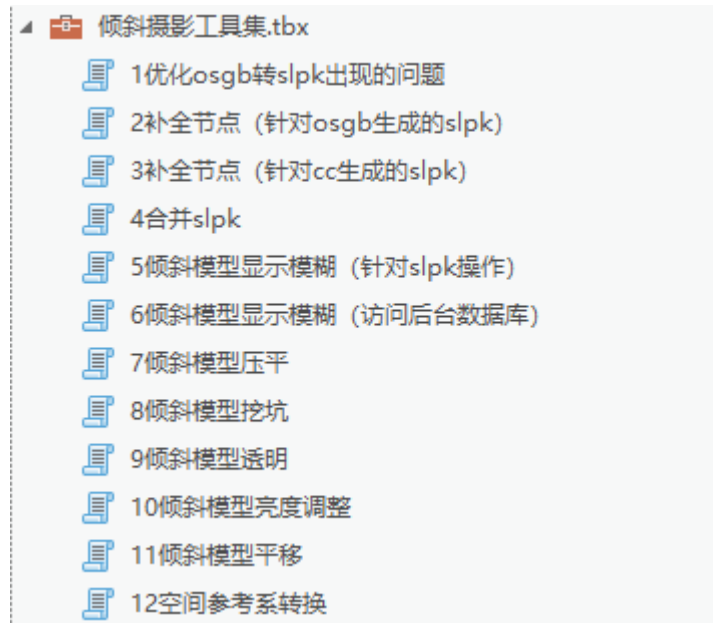 倾斜摄影工具集.tbx
1优化osgb转slpk出现的问题
2补全节点（针对osgb生成的slpk）
3补全节点（针对cc生成的slpk）
4合并slpk
5倾斜模型显示模糊（针对slpk操作）
6倾斜模型显示模糊（访问后台数据库）
7倾斜模型压平
8倾斜模型挖坑
9倾斜模型透明
10倾斜模型亮度调整
11倾斜模型平移
12空间参考系转换